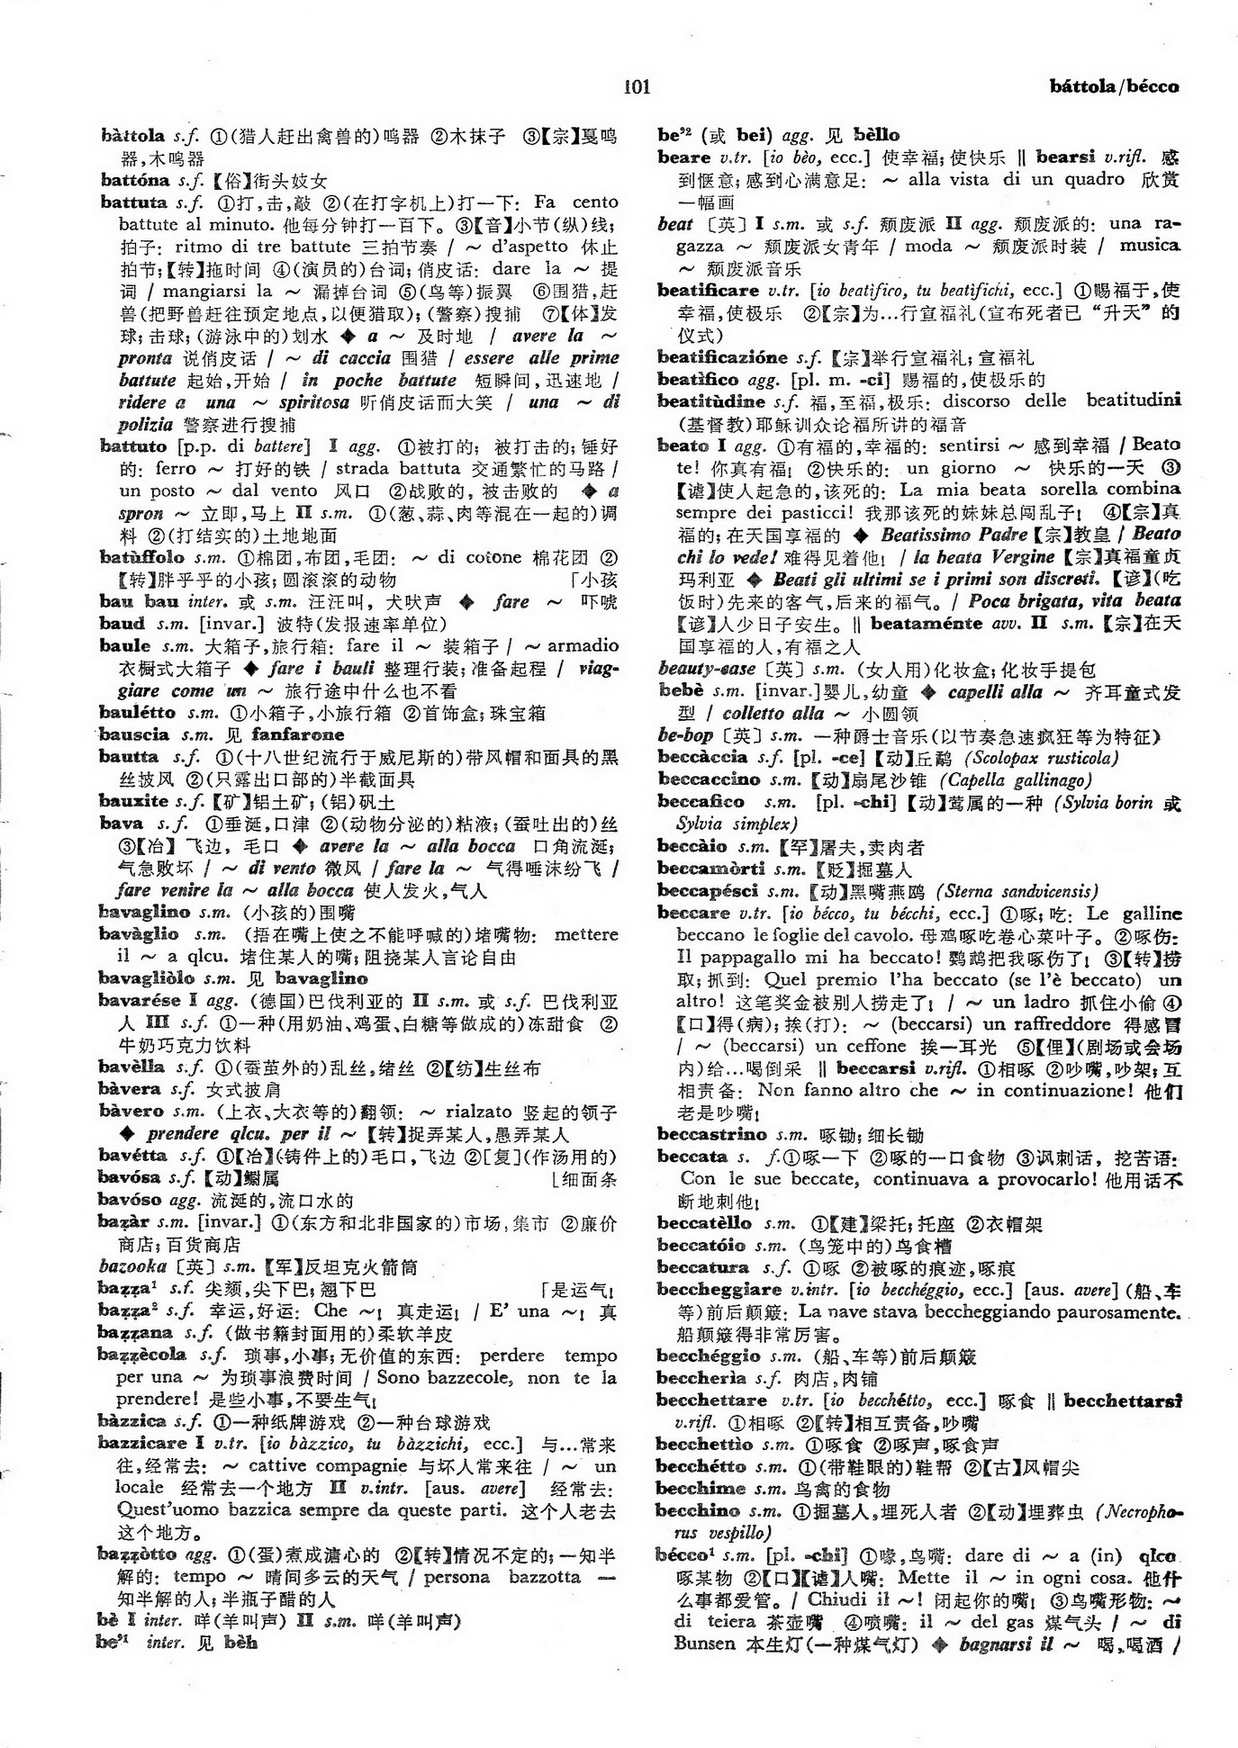 101
báttola/bécco
bàttola s.f. ①(猎人赶出禽兽的)鸣器 ②木抹子 ③【宗】戛鸣
器,木鸣器
battóna s.f.【俗】街头妓女
battuta s.f. ①打,击,敲 ②(在打字机上)打一下: Fa cento
battute al minuto. 他每分钟打一百下。③【音】小节(纵)线;
拍子: ritmo di tre battute 三拍节奏 / ~ d'aspetto 休止
拍节;【转】拖时间 ④(演员的)台词; 俏皮话: dare la ~ 提
词 / mangiarsi la ~ 漏掉台词 ⑤(鸟等)振翼 ⑥围猎,赶
兽(把野兽赶往预定地点,以便猎取); (警察)搜捕 ⑦【体】发
球; 击球; (游泳中的)划水 ◆ a ~ 及时地 / avere la ~
pronta 说俏皮话 / ~ di caccia 围猎 / essere alle prime
battute 起始,开始 / in poche battute 短瞬间,迅速地 /
ridere a una ~ spiritosa 听俏皮话而大笑 / una ~ di
polizia 警察进行搜捕
battuto [p.p. di battere] I agg. ①被打的; 被打击的; 锤好
的: ferro ~ 打好的铁 / strada battuta 交通繁忙的马路 /
un posto ~ dal vento 风口 ②战败的, 被击败的 ◆ a
spron ~ 立即,马上 II s.m. ①(葱、蒜、肉等混在一起的)调
料 ②(打结实的)土地地面
batùffolo s.m. ①棉团,布团,毛团: ~ di cotone 棉花团 ②
【转】胖乎乎的小孩; 圆滚滚的动物 「小孩
bau bau inter. 或 s.m. 汪汪叫, 犬吠声 ◆ fare ~ 吓唬
baud s.m. [invar.] 波特(发报速率单位)
baule s.m. 大箱子,旅行箱: fare il ~ 装箱子 / ~ armadio
衣橱式大箱子 ◆ fare i bauli 整理行装; 准备起程 / viag-
giare come un ~ 旅行途中什么也不看
baulétto s.m. ①小箱子,小旅行箱 ②首饰盒; 珠宝箱
bauscia s.m. 见 fanfarone
bautta s.f. ①(十八世纪流行于威尼斯的)带风帽和面具的黑
丝披风 ②(只露出口部的)半截面具
bauxite s.f.【矿】铝土矿; (铝)矾土
bava s.f. ①垂涎,口津 ②(动物分泌的)粘液; (蚕吐出的)丝
③【冶】飞边, 毛口 ◆ avere la ~ alla bocca 口角流涎;
气急败坏 / ~ di vento 微风 / fare la ~ 气得唾沫纷飞 /
fare venire la ~ alla bocca 使人发火,气人
bavaglino s.m. (小孩的)围嘴
bavàglio s.m. (捂在嘴上使之不能呼喊的)堵嘴物: mettere
il ~ a qlcu. 堵住某人的嘴; 阻挠某人言论自由
bavagliòlo s.m. 见 bavaglino
bavarése I agg. (德国)巴伐利亚的 II s.m. 或 s.f. 巴伐利亚
人 III s.f. ①一种(用奶油、鸡蛋、白糖等做成的)冻甜食 ②
牛奶巧克力饮料
bavèlla s.f. ①(蚕茧外的)乱丝,绪丝 ②【纺】生丝布
bàvera s.f. 女式披肩
bàvero s.m. (上衣、大衣等的)翻领: ~ rialzato 竖起的领子
◆ prendere qlcu. per il ~【转】捉弄某人,愚弄某人
bavétta s.f. ①【冶】(铸件上的)毛口,飞边 ②[复](作汤用的)
bavósa s.f.【动】鳚属 ⌊细面条
bavóso agg. 流涎的,流口水的
bazàr s.m. [invar.] ①(东方和北非国家的)市场,集市 ②廉价
商店; 百货商店
bazooka [英] s.m.【军】反坦克火箭筒
bazza¹ s.f. 尖颏,尖下巴; 翘下巴 「是运气!
bazza² s.f. 幸运,好运: Che ~! 真走运! / E' una ~! 真
bazzana s.f. (做书籍封面用的)柔软羊皮
bazzècola s.f. 琐事,小事; 无价值的东西: perdere tempo
per una ~ 为琐事浪费时间 / Sono bazzecole, non te la
prendere! 是些小事,不要生气!
bàzzica s.f. ①一种纸牌游戏 ②一种台球游戏
bazzicare I v.tr. [io bàzzico, tu bàzzichi, ecc.] 与…常来
往,经常去: ~ cattive compagnie 与坏人常来往 / ~ un
locale 经常去一个地方 II v.intr. [aus. avere] 经常去:
Quest'uomo bazzica sempre da queste parti. 这个人老去
这个地方。
bazzòtto agg. ①(蛋)煮成溏心的 ②【转】情况不定的; 一知半
解的: tempo ~ 晴间多云的天气 / persona bazzotta 一
知半解的人; 半瓶子醋的人
bè I inter. 咩(羊叫声) II s.m. 咩(羊叫声)
be'¹ inter. 见 bèh
be'² (或 bei) agg. 见 bèllo
beare v.tr. [io bèo, ecc.] 使幸福; 使快乐 ‖ bearsi v.rifl. 感
到惬意; 感到心满意足: ~ alla vista di un quadro 欣赏
一幅画
beat [英] I s.m. 或 s.f. 颓废派 II agg. 颓废派的: una ra-
gazza ~ 颓废派女青年 / moda ~ 颓废派时装 / musica
~ 颓废派音乐
beatificare v.tr. [io beatìfico, tu beatìfichi, ecc.] ①赐福于,使
幸福,使极乐 ②【宗】为…行宣福礼(宣布死者已“升天”的
仪式)
beatificazióne s.f.【宗】举行宣福礼; 宣福礼
beatìfico agg. [pl. m. -ci] 赐福的,使极乐的
beatitùdine s.f. 福,至福,极乐: discorso delle beatitudini
(基督教)耶稣训众论福所讲的福音
beato I agg. ①有福的,幸福的: sentirsi ~ 感到幸福 / Beato
te! 你真有福! ②快乐的: un giorno ~ 快乐的一天 ③
【谑】使人起急的,该死的: La mia beata sorella combina
sempre dei pasticci! 我那该死的妹妹总闯乱子! ④【宗】真
福的; 在天国享福的 ◆ Beatissimo Padre【宗】教皇 / Beato
chi lo vede! 难得见着他! / la beata Vergine【宗】真福童贞
玛利亚 ◆ Beati gli ultimi se i primi son discreti.【谚】(吃
饭时)先来的客气,后来的福气。/ Poca brigata, vita beata
【谚】人少日子安生。‖ beataménte avv. II s.m.【宗】在天
国享福的人,有福之人
beauty-case [英] s.m. (女人用)化妆盒; 化妆手提包
bebè s.m. [invar.] 婴儿,幼童 ◆ capelli alla ~ 齐耳童式发
型 / colletto alla ~ 小圆领
be-bop [英] s.m. 一种爵士音乐(以节奏急速疯狂等为特征)
beccàccia s.f. [pl. -ce]【动】丘鹬 (Scolopax rusticola)
beccaccino s.m.【动】扇尾沙锥 (Capella gallinago)
beccafico s.m. [pl. -chi]【动】莺属的一种 (Sylvia borin 或
Sylvia simplex)
beccàio s.m.【罕】屠夫,卖肉者
beccamòrti s.m.【贬】掘墓人
beccapésci s.m.【动】黑嘴燕鸥 (Sterna sandvicensis)
beccare v.tr. [io bécco, tu bécchi, ecc.] ①啄; 吃: Le galline
beccano le foglie del cavolo. 母鸡啄吃卷心菜叶子。②啄伤:
Il pappagallo mi ha beccato! 鹦鹉把我啄伤了! ③【转】捞
取; 抓到: Quel premio l'ha beccato (se l'è beccato) un
altro! 这笔奖金被别人捞走了! / ~ un ladro 抓住小偷 ④
【口】得(病); 挨(打): ~ (beccarsi) un raffreddore 得感冒
/ ~ (beccarsi) un ceffone 挨一耳光 ⑤【俚】(剧场或会场
内)给…喝倒采 ‖ beccarsi v.rifl. ①相啄 ②吵嘴,吵架; 互
相责备: Non fanno altro che ~ in continuazione! 他们
老是吵嘴!
beccastrino s.m. 啄锄; 细长锄
beccata s. f.①啄一下 ②啄的一口食物 ③讽刺话, 挖苦语:
Con le sue beccate, continuava a provocarlo! 他用话不
断地刺他!
beccatèllo s.m. ①【建】梁托; 托座 ②衣帽架
beccatóio s.m. (鸟笼中的)鸟食槽
beccatura s.f. ①啄 ②被啄的痕迹,啄痕
beccheggiare v.intr. [io becchéggio, ecc.] [aus. avere] (船、车
等)前后颠簸: La nave stava beccheggiando paurosamente.
船颠簸得非常厉害。
becchéggio s.m. (船、车等)前后颠簸
beccherìa s.f. 肉店,肉铺
becchettare v.tr. [io becchétto, ecc.] 啄食 ‖ becchettarsi
v.rifl. ①相啄 ②【转】相互责备,吵嘴
becchettìo s.m. ①啄食 ②啄声,啄食声
becchétto s.m. ①(带鞋眼的)鞋帮 ②【古】风帽尖
becchime s.m. 鸟禽的食物
becchino s.m. ①掘墓人,埋死人者 ②【动】埋葬虫 (Necropho-
rus vespillo)
bécco¹ s.m. [pl. -chi] ①喙,鸟嘴: dare di ~ a (in) qlco
啄某物 ②【口】【谑】人嘴: Mette il ~ in ogni cosa. 他什
么事都爱管。/ Chiudi il ~! 闭起你的嘴! ③鸟嘴形物: ~
di teiera 茶壶嘴 ④喷嘴: il ~ del gas 煤气头 / ~ di
Bunsen 本生灯(一种煤气灯) ◆ bagnarsi il ~ 喝,喝酒 /